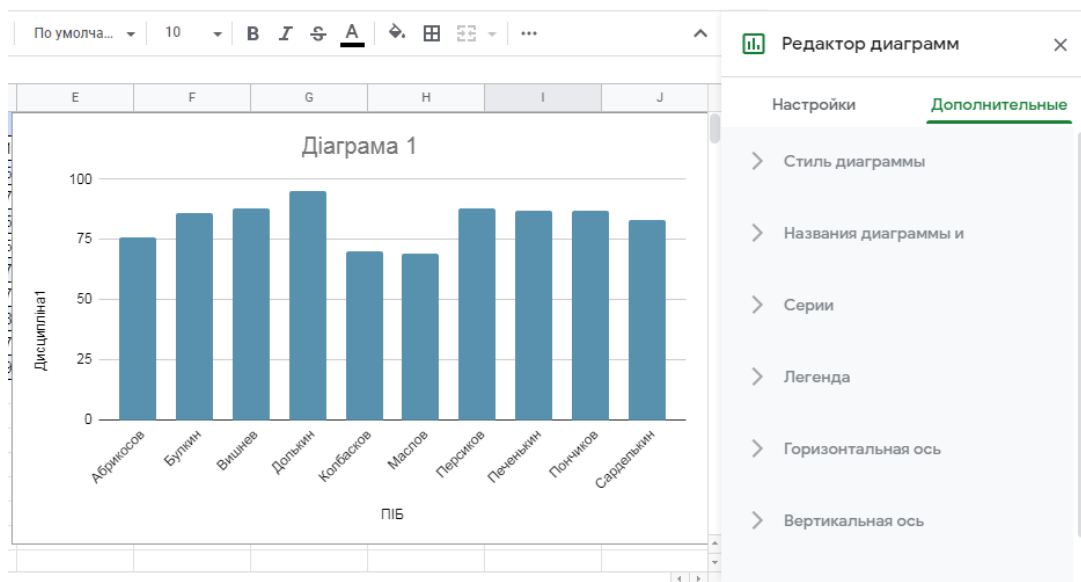 По умолча... 10 B I S A
Редактор диаграмм
E F G H I J
Настройки Дополнительные
Діаграма 1
100
75
50
25
0
Дисципліна1
Абрикосов Булкин Вишнев Долькин Колбасков Маслов Персиков Печенькин Пончиков Сарделькин
ПІБ
Стиль диаграммы
Названия диаграммы и
Серии
Легенда
Горизонтальная ось
Вертикальная ось